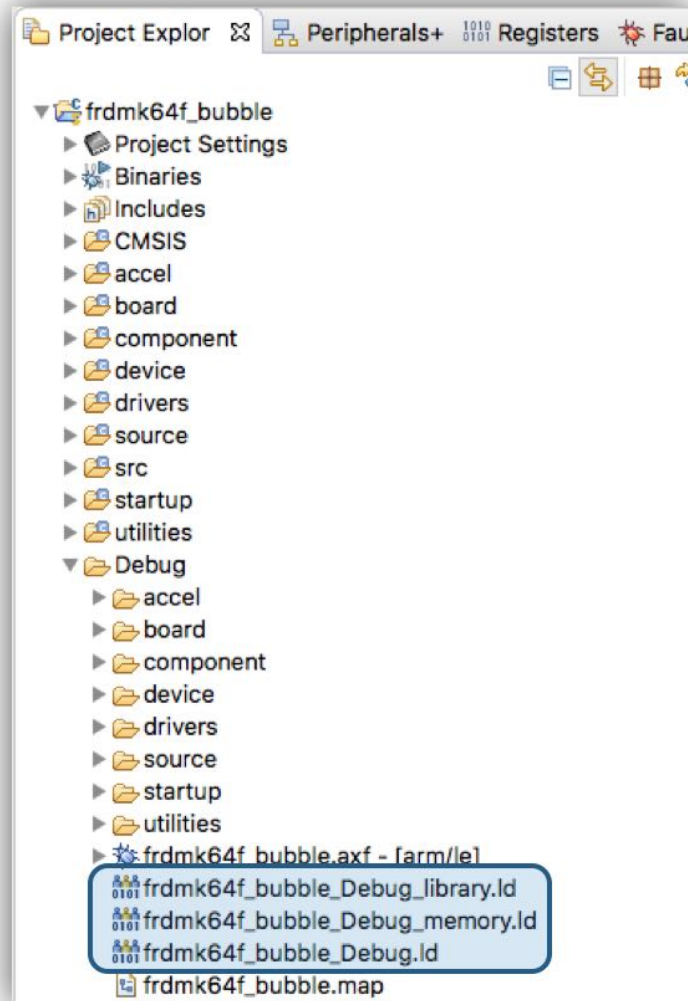 Project Explor Peripherals+ Registers Fau
frdmk64f_bubble
Project Settings
Binaries
Includes
CMSIS
accel
board
component
device
drivers
source
src
startup
utilities
Debug
accel
board
component
device
drivers
source
startup
utilities
frdmk64f_bubble.axf - [arm/le]
frdmk64f_bubble_Debug_library.ld
frdmk64f_bubble_Debug_memory.ld
frdmk64f_bubble_Debug.ld
frdmk64f_bubble.map